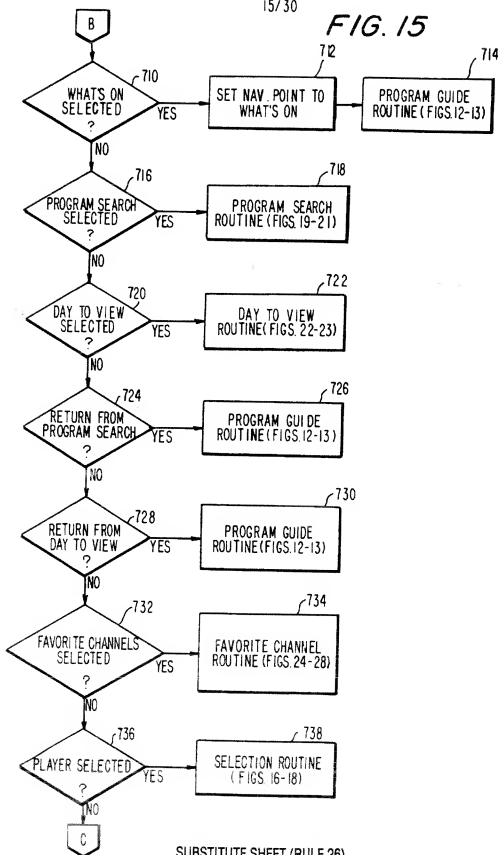 15/30
FIG. 15
B
710
WHAT'S ON
SELECTED
?
YES
NO
712
SET NAV. POINT TO
WHAT'S ON
714
PROGRAM GUIDE
ROUTINE (FIGS. 12-13)
716
PROGRAM SEARCH
SELECTED
?
YES
NO
718
PROGRAM SEARCH
ROUTINE (FIGS. 19-21)
720
DAY TO VIEW
SELECTED
?
YES
NO
722
DAY TO VIEW
ROUTINE(FIGS. 22-23)
724
RETURN FROM
PROGRAM SEARCH
?
YES
NO
726
PROGRAM GUIDE
ROUTINE (FIGS. 12-13)
728
RETURN FROM
DAY TO VIEW
?
YES
NO
730
PROGRAM GUIDE
ROUTINE(FIGS. 12-13)
732
FAVORITE CHANNELS
SELECTED
?
YES
NO
734
FAVORITE CHANNEL
ROUTINE (FIGS. 24-28)
736
PLAYER SELECTED
?
YES
NO
738
SELECTION ROUTINE
(FIGS. 16-18)
C
SUBSTITUTE SHEET (RULE 26)